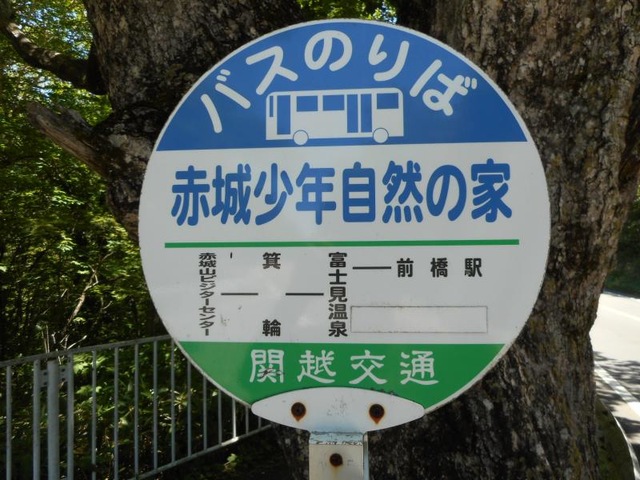 バスのりば
赤城少年自然の家
赤城山ビジターセンター
箕輪
富士見温泉
前橋駅
関越交通